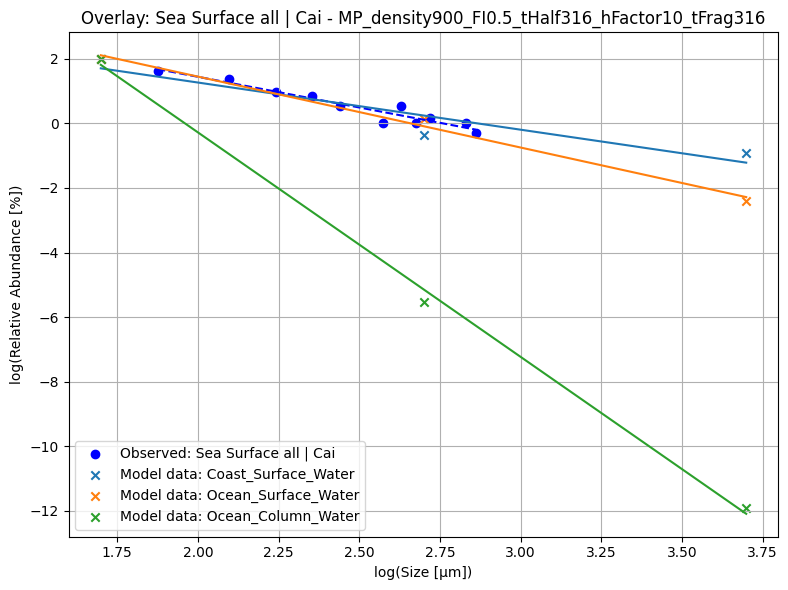 Overlay: Sea Surface all | Cai - MP_density900_FI0.5_tHalf316_hFactor10_tFrag316
log(Relative Abundance [%])
2
0
−2
−4
−6
−8
−10
−12
Observed: Sea Surface all | Cai
Model data: Coast_Surface_Water
Model data: Ocean_Surface_Water
Model data: Ocean_Column_Water
1.75 2.00 2.25 2.50 2.75 3.00 3.25 3.50 3.75
log(Size [μm])